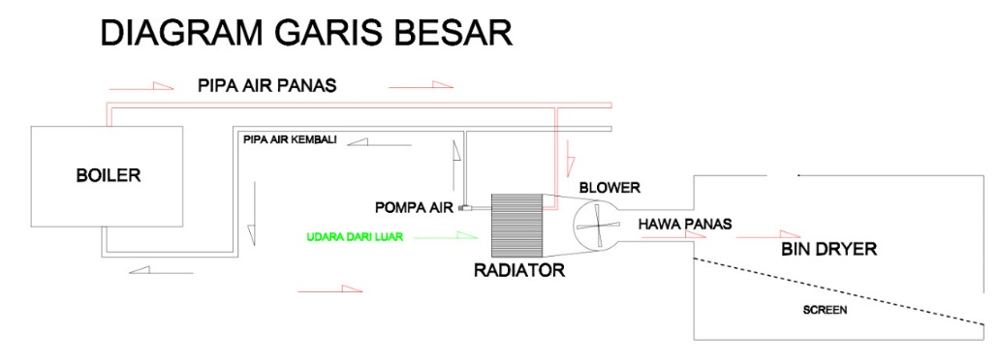 DIAGRAM GARIS BESAR
PIPA AIR PANAS
PIPA AIR KEMBALI
BOILER
BLOWER
POMPA AIR
HAWA PANAS
UDARA DARI LUAR
BIN DRYER
RADIATOR
SCREEN